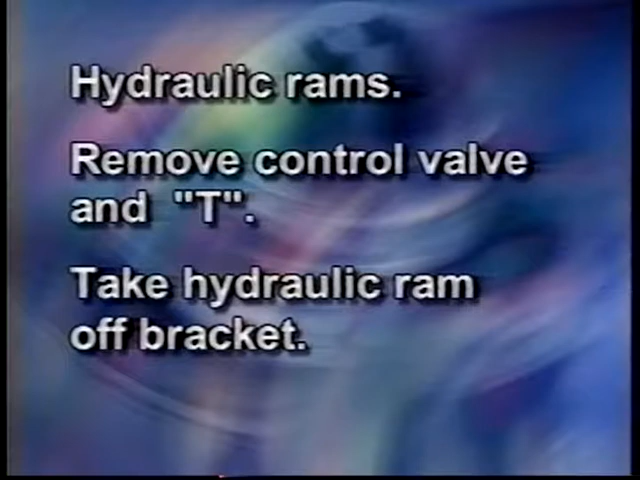 Hydraulic rams.
Remove control valve
and "T".
Take hydraulic ram
off bracket.